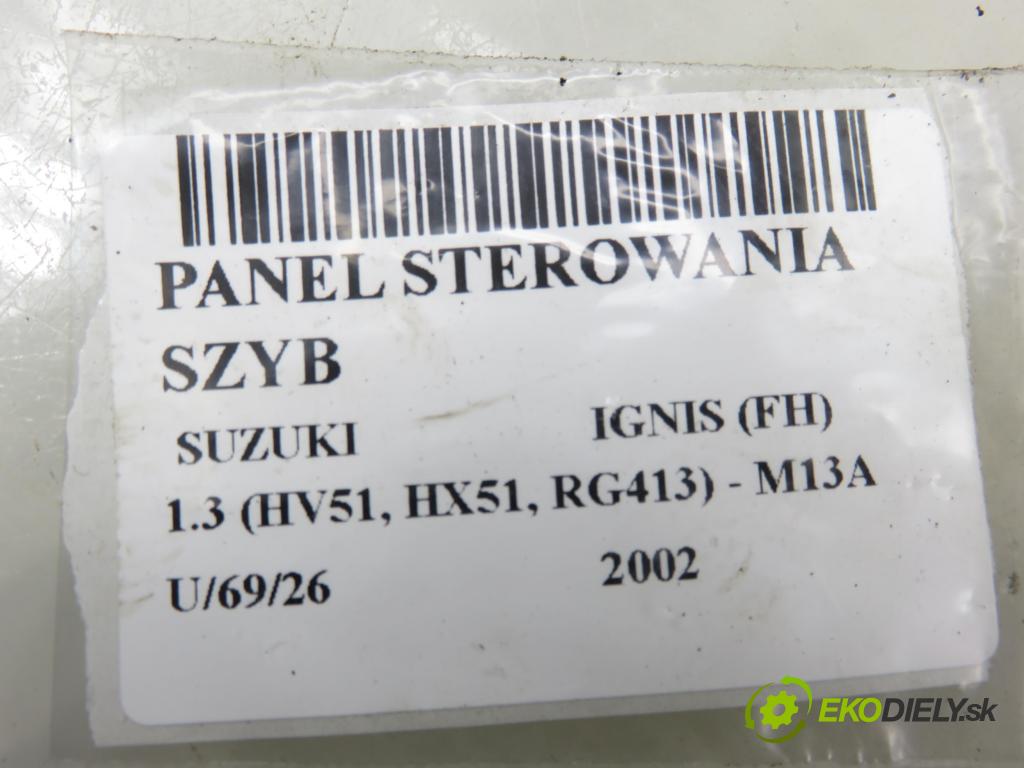 PANEL STEROWANIA
SZYB
SUZUKI IGNIS (FH)
1.3 (HV51, HX51, RG413) - M13A
U/69/26 2002
EKODIELY.sk